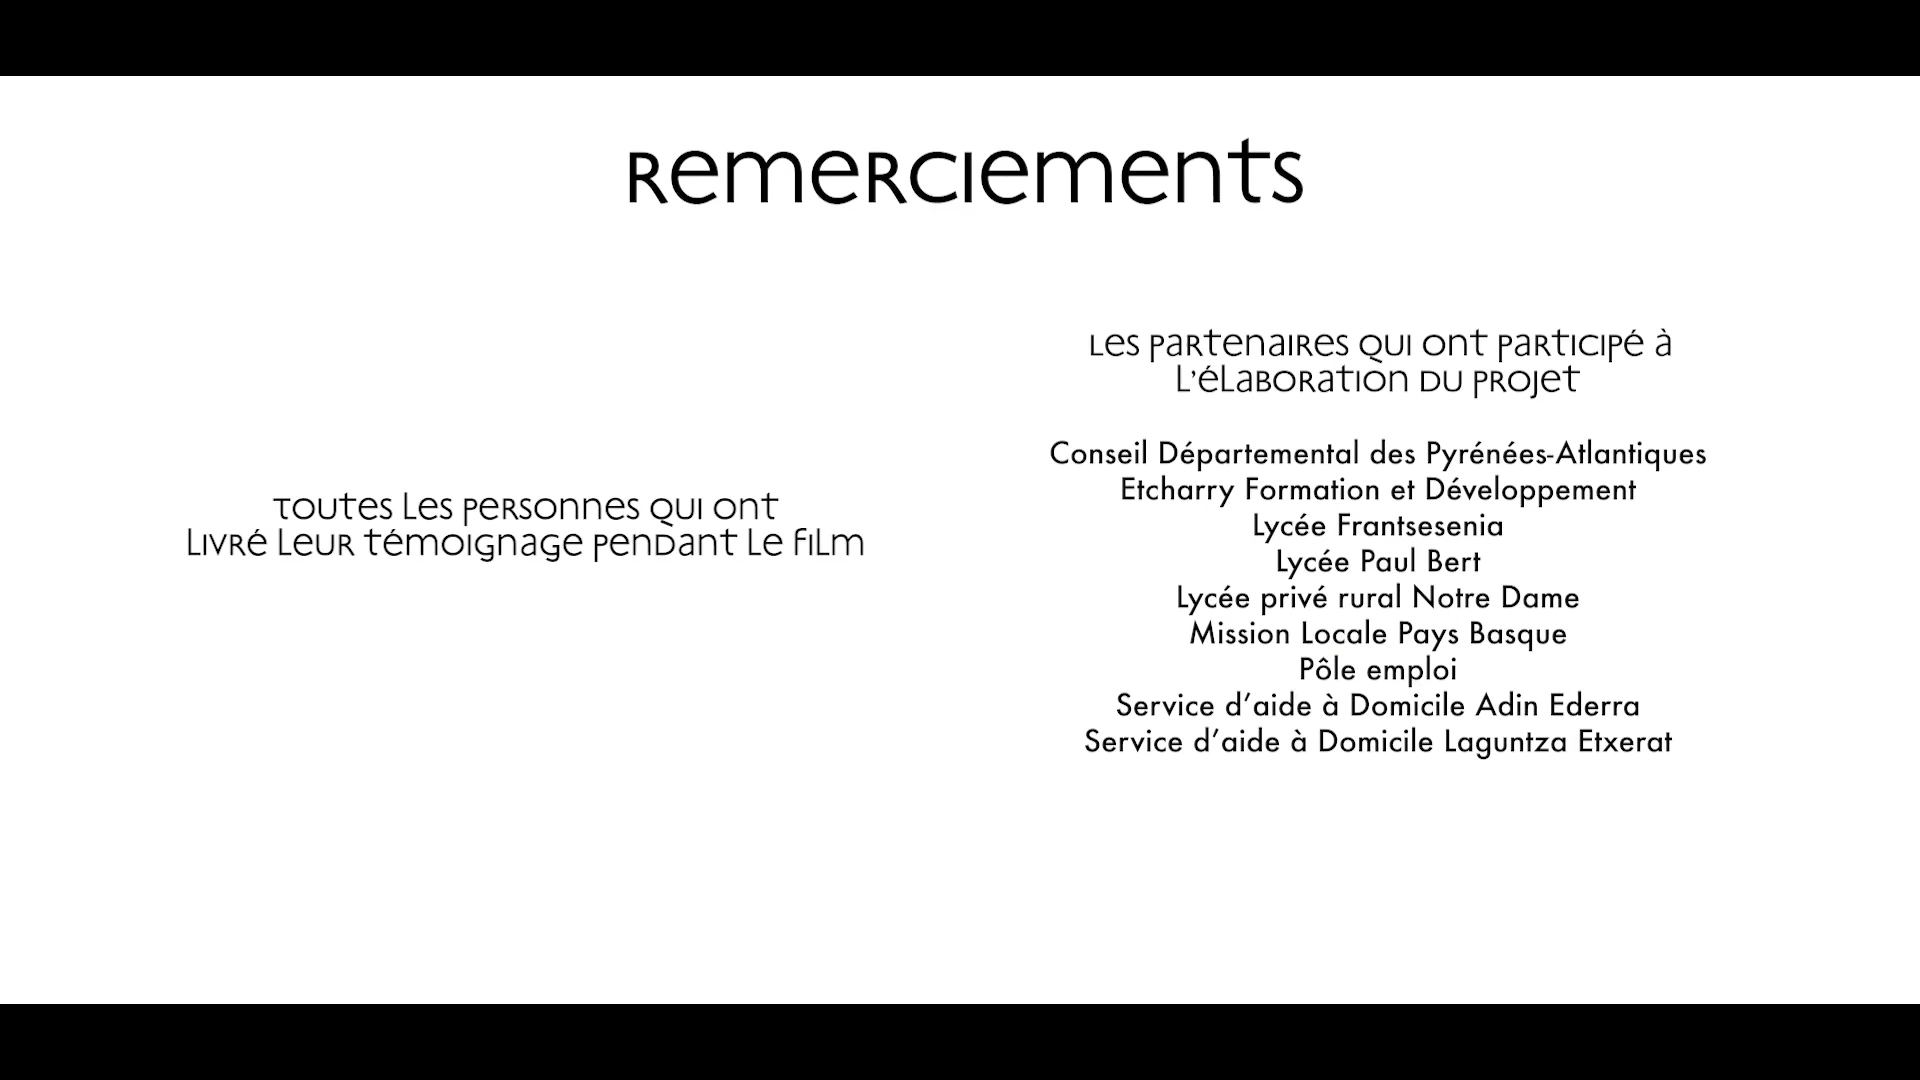 Remerciements
Toutes les personnes qui ont
livré leur témoignage pendant le film
Les partenaires qui ont participé à
l'élaboration du projet
Conseil Départemental des Pyrénées-Atlantiques
Etcharry Formation et Développement
Lycée Frantsesenia
Lycée Paul Bert
Lycée privé rural Notre Dame
Mission Locale Pays Basque
Pôle emploi
Service d’aide à Domicile Adin Ederra
Service d’aide à Domicile Laguntza Etxerat